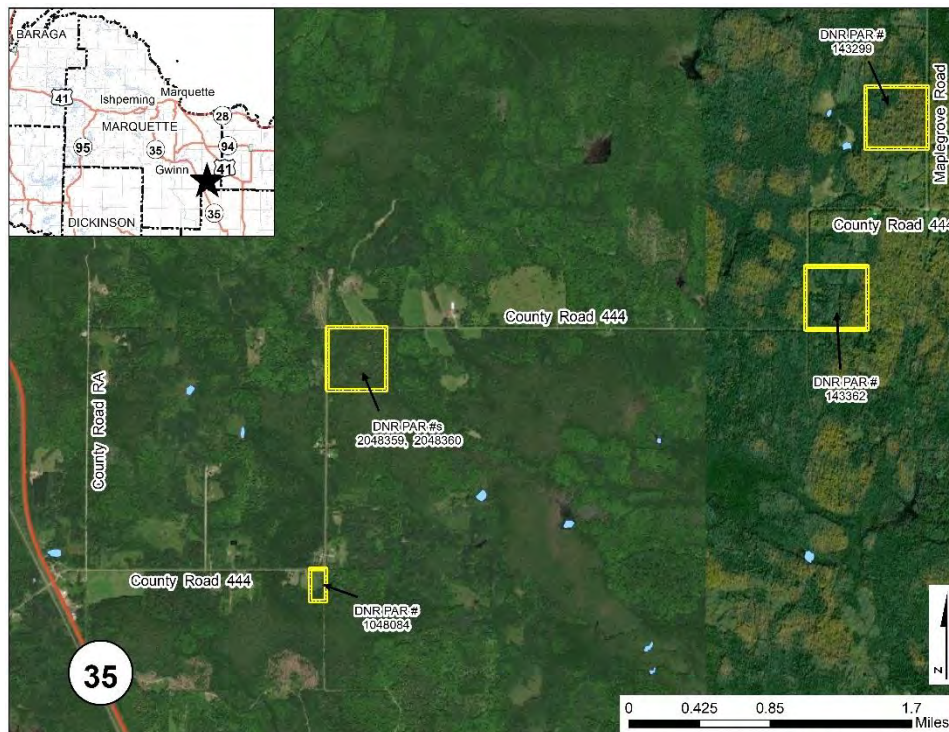 BARAGA
41
Ishpeming
Marquette
28
MARQUETTE
95
35
94
Gwinn
41
35
DICKINSON
DNR PAR #
143299
Maplegrove Road
County Road 444
County Road 444
DNR PAR #
143362
DNR PAR #s
2048359, 2048360
County Road RA
County Road 444
DNR PAR #
1048084
35
N
0 0.425 0.85 1.7
Miles